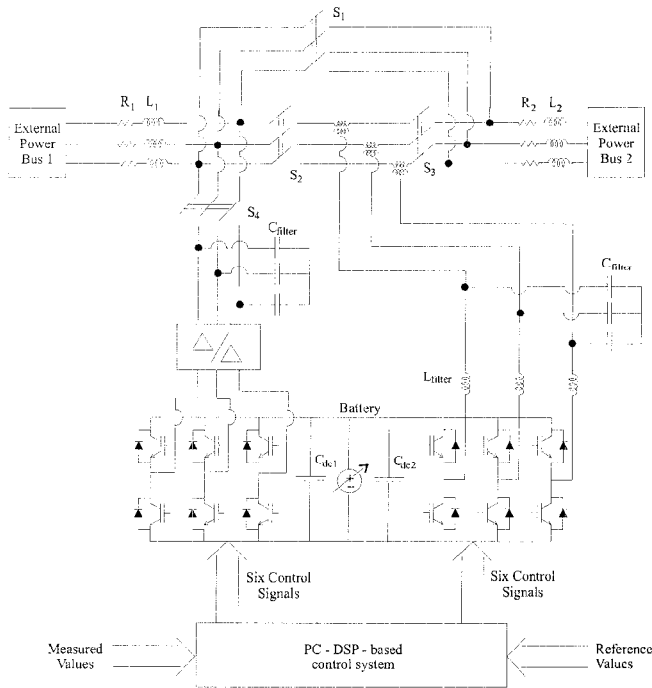 S1
R1 L1
R2 L2
External
Power
Bus 1
External
Power
Bus 2
S2
S3
S4
Cfilter
Cfilter
Lfilter
Battery
Cdc1
Cdc2
Six Control
Signals
Six Control
Signals
Measured
Values
PC - DSP - based
control system
Reference
Values